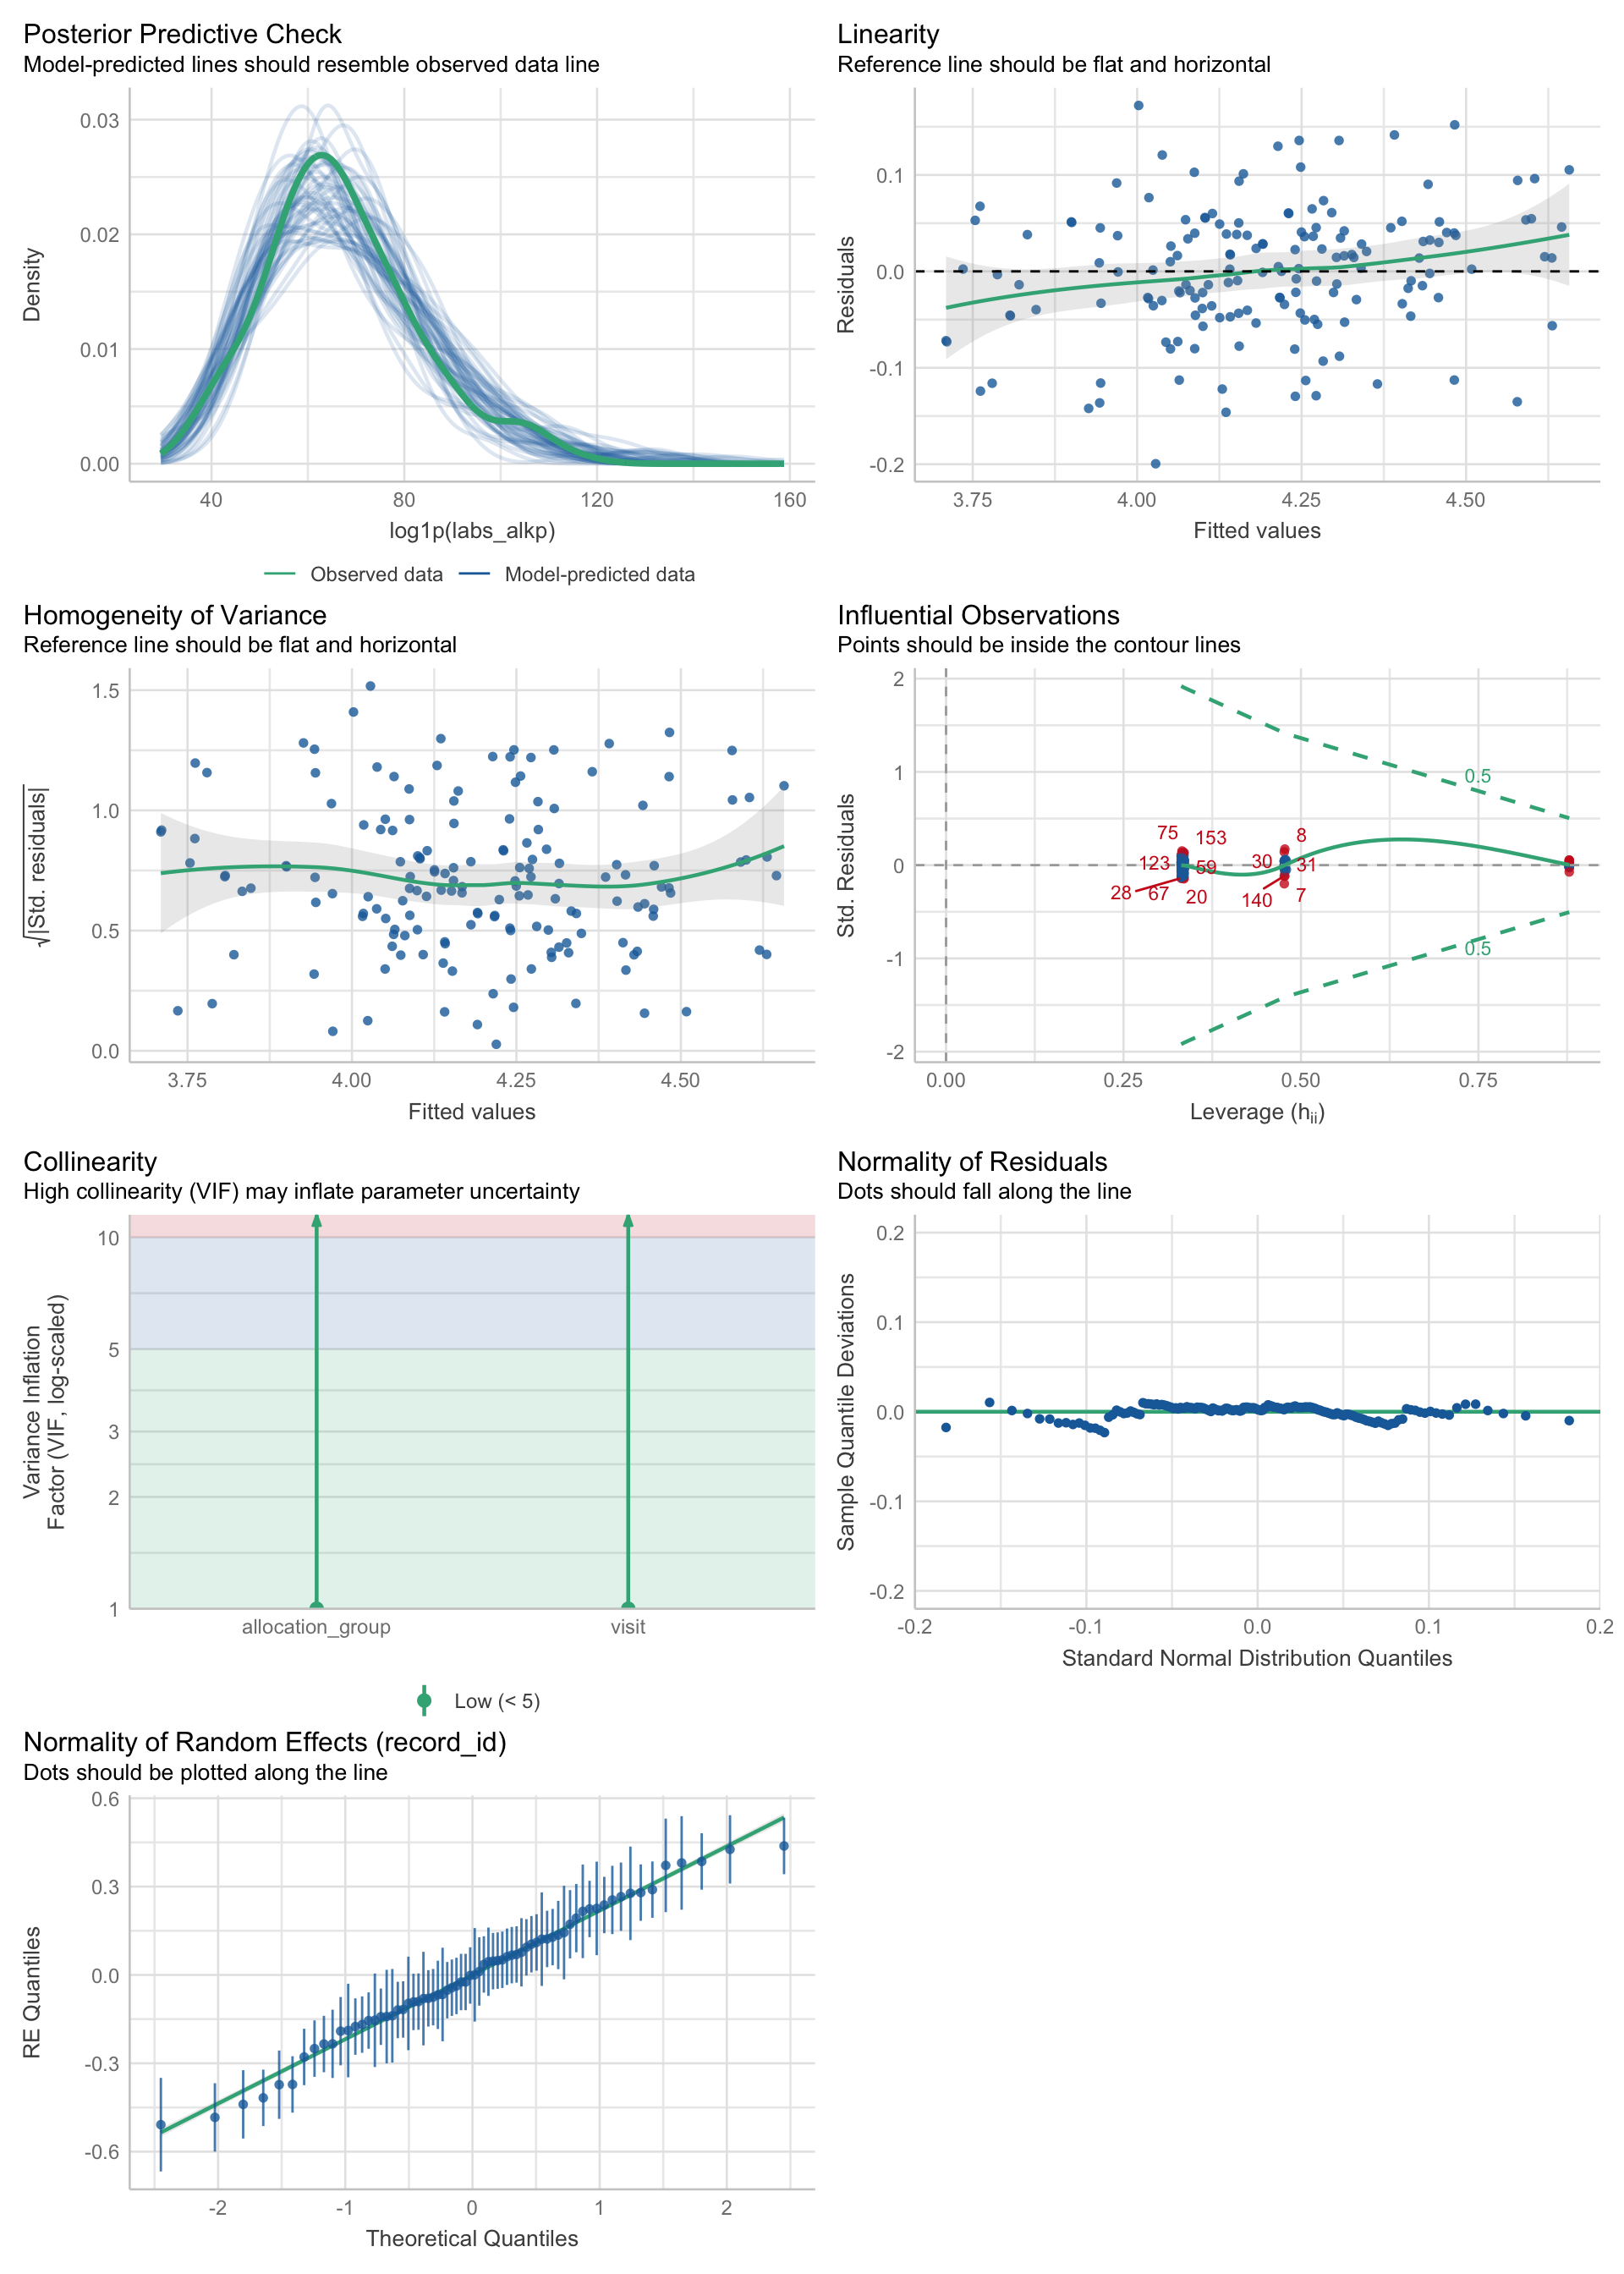 Posterior Predictive Check
Model-predicted lines should resemble observed data line
Density
0.03
0.02
0.01
0.00
40
80
120
160
log1p(labs_alkp)
Observed data
Model-predicted data
Linearity
Reference line should be flat and horizontal
Residuals
0.1
0.0
-0.1
-0.2
3.75
4.00
4.25
4.50
Fitted values
Homogeneity of Variance
Reference line should be flat and horizontal
√|Std. residuals|
1.5
1.0
0.5
0.0
3.75
4.00
4.25
4.50
Fitted values
Influential Observations
Points should be inside the contour lines
Std. Residuals
2
1
0
-1
-2
0.5
0.5
75
153
8
123
59
30
31
28
67
20
140
7
0.00
0.25
0.50
0.75
Leverage (hii)
Collinearity
High collinearity (VIF) may inflate parameter uncertainty
Variance Inflation
Factor (VIF, log-scaled)
10
5
3
2
1
allocation_group
visit
Low (< 5)
Normality of Residuals
Dots should fall along the line
Sample Quantile Deviations
0.2
0.1
0.0
-0.1
-0.2
-0.2
-0.1
0.0
0.1
0.2
Standard Normal Distribution Quantiles
Normality of Random Effects (record_id)
Dots should be plotted along the line
RE Quantiles
0.6
0.3
0.0
-0.3
-0.6
-2
-1
0
1
2
Theoretical Quantiles